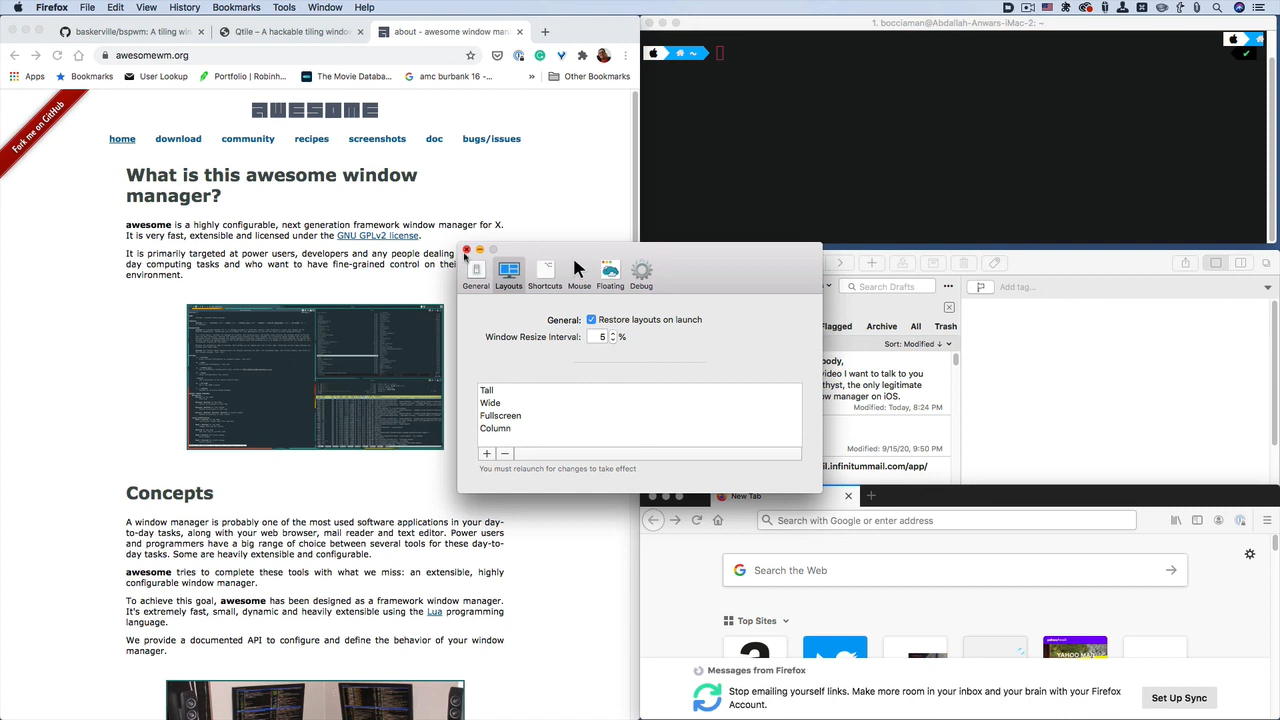 Firefox File Edit View History Bookmarks Tools Window Help
baskerville/bspwm: A tiling win
Qtile – A hackable tiling window
about - awesome window man
1. bocciaman@Abdallah-Anwars-iMac-2: ~
awesomewm.org
Apps
Bookmarks
User Lookup
Portfolio | Robinh...
The Movie Databa...
amc burbank 16 -...
»
Other Bookmarks
~
Fork me on GitHub
awesome
home download community recipes screenshots doc bugs/issues
What is this awesome window
manager?
awesome is a highly configurable, next generation framework window manager for X.
It is very fast, extensible and licensed under the GNU GPLv2 license.
It is primarily targeted at power users, developers and any people dealing
day computing tasks and who want to have fine-grained control on their
environment.
Concepts
A window manager is probably one of the most used software applications in your day-
to-day tasks, along with your web browser, mail reader and text editor. Power users
and programmers have a big range of choice between several tools for these day-to-
day tasks. Some are heavily extensible and configurable.
awesome tries to complete these tools with what we miss: an extensible, highly
configurable window manager.
To achieve this goal, awesome has been designed as a framework window manager.
It's extremely fast, small, dynamic and heavily extensible using the Lua programming
language.
We provide a documented API to configure and define the behavior of your window
manager.
General Layouts Shortcuts Mouse Floating Debug
General: Restore layouts on launch
Window Resize Interval: 5 %
Tall
Wide
Fullscreen
Column
+ −
You must relaunch for changes to take effect
Search Drafts
Add tag...
lagged Archive All Trash
Sort: Modified ↓
body,
video I want to talk to you
thyst, the only legitimate
w manager on iOS.
Modified: Today, 8:24 PM
Modified: 9/15/20, 9:50 PM
il.infinitummail.com/app/
New Tab
Search with Google or enter address
Search the Web
Top Sites
YAHOO MAIL
Messages from Firefox
Stop emailing yourself links. Make more room in your inbox and your brain with your Firefox
Account.
Set Up Sync